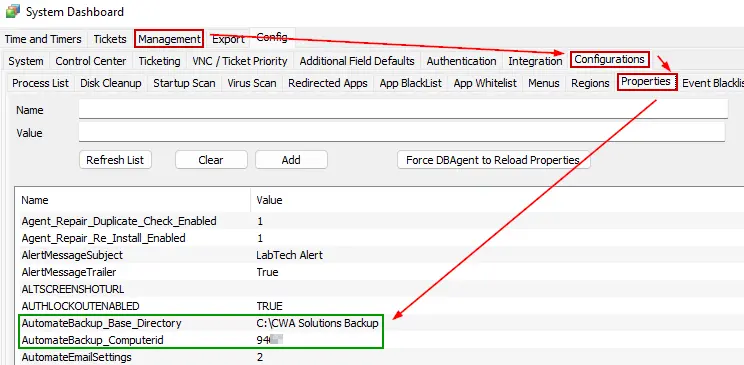 System Dashboard
Time and Timers Tickets Management Export Config
System Control Center Ticketing VNC / Ticket Priority Additional Field Defaults Authentication Integration Configurations
Process List Disk Cleanup Startup Scan Virus Scan Redirected Apps App BlackList App Whitelist Menus Regions Properties Event Blacklis
Name
Value
Refresh List Clear Add Force DBAgent to Reload Properties
Name Value
Agent_Repair_Duplicate_Check_Enabled 1
Agent_Repair_Re_Install_Enabled 1
AlertMessageSubject LabTech Alert
AlertMessageTrailer True
ALTSCREENSHOTURL
AUTHLOCKOUTENABLED TRUE
AutomateBackup_Base_Directory C:\CWA Solutions Backup
AutomateBackup_Computerid
AutomateEmailSettings 2